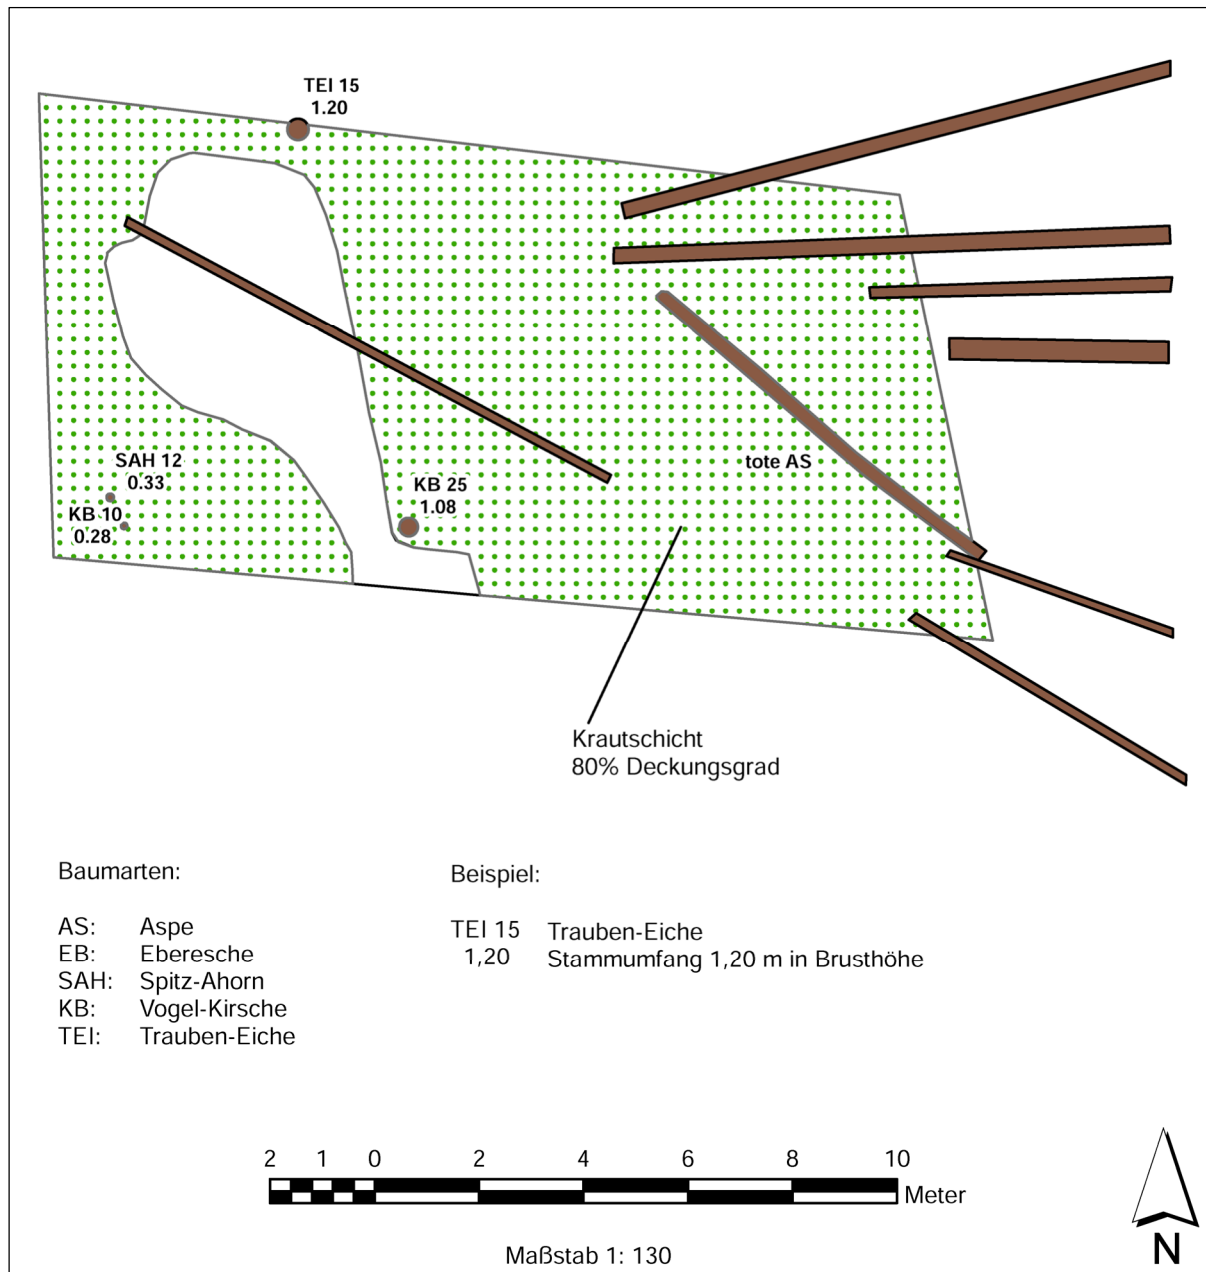 TEI 15
1.20
SAH 12
0.33
KB 10
0.28
KB 25
1.08
tote AS
Krautschicht
80% Deckungsgrad
Baumarten:
AS: Aspe
EB: Eberesche
SAH: Spitz-Ahorn
KB: Vogel-Kirsche
TEI: Trauben-Eiche
Beispiel:
TEI 15 Trauben-Eiche
1,20 Stammumfang 1,20 m in Brusthöhe
2 1 0 2 4 6 8 10
Meter
Maßstab 1: 130
N